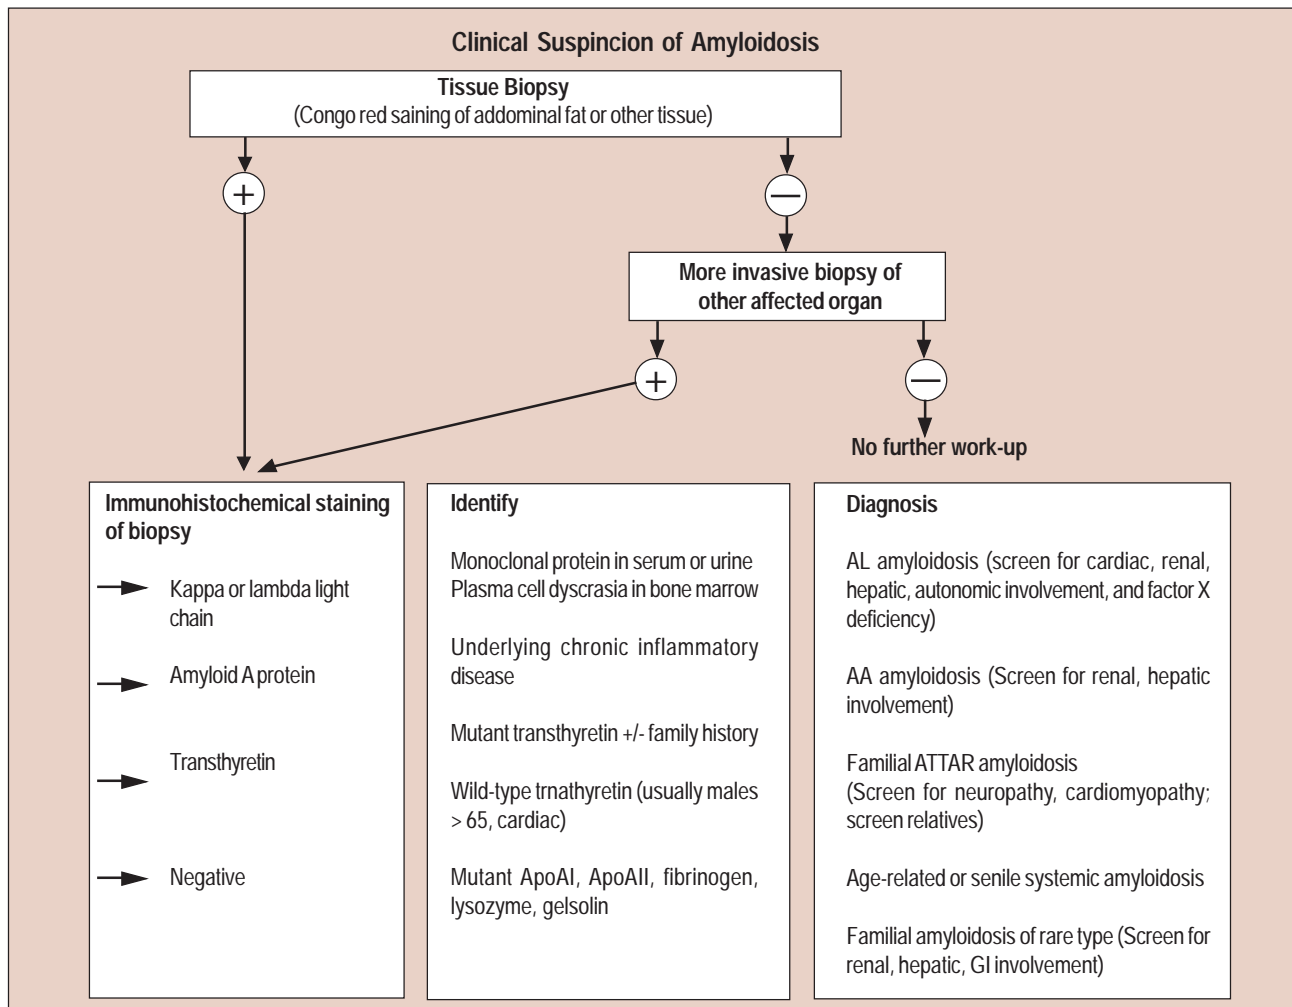 Clinical Suspincion of Amyloidosis
Tissue Biopsy
(Congo red saining of addominal fat or other tissue)
+
—
More invasive biopsy of
other affected organ
+
—
No further work-up
Immunohistochemical staining
of biopsy
Kappa or lambda light
chain
Amyloid A protein
Transthyretin
Negative
Identify
Monoclonal protein in serum or urine
Plasma cell dyscrasia in bone marrow
Underlying chronic inflammatory
disease
Mutant transthyretin +/- family history
Wild-type trnathyretin (usually males
> 65, cardiac)
Mutant ApoAI, ApoAII, fibrinogen,
lysozyme, gelsolin
Diagnosis
AL amyloidosis (screen for cardiac, renal,
hepatic, autonomic involvement, and factor X
deficiency)
AA amyloidosis (Screen for renal, hepatic
involvement)
Familial ATTAR amyloidosis
(Screen for neuropathy, cardiomyopathy;
screen relatives)
Age-related or senile systemic amyloidosis
Familial amyloidosis of rare type (Screen for
renal, hepatic, GI involvement)